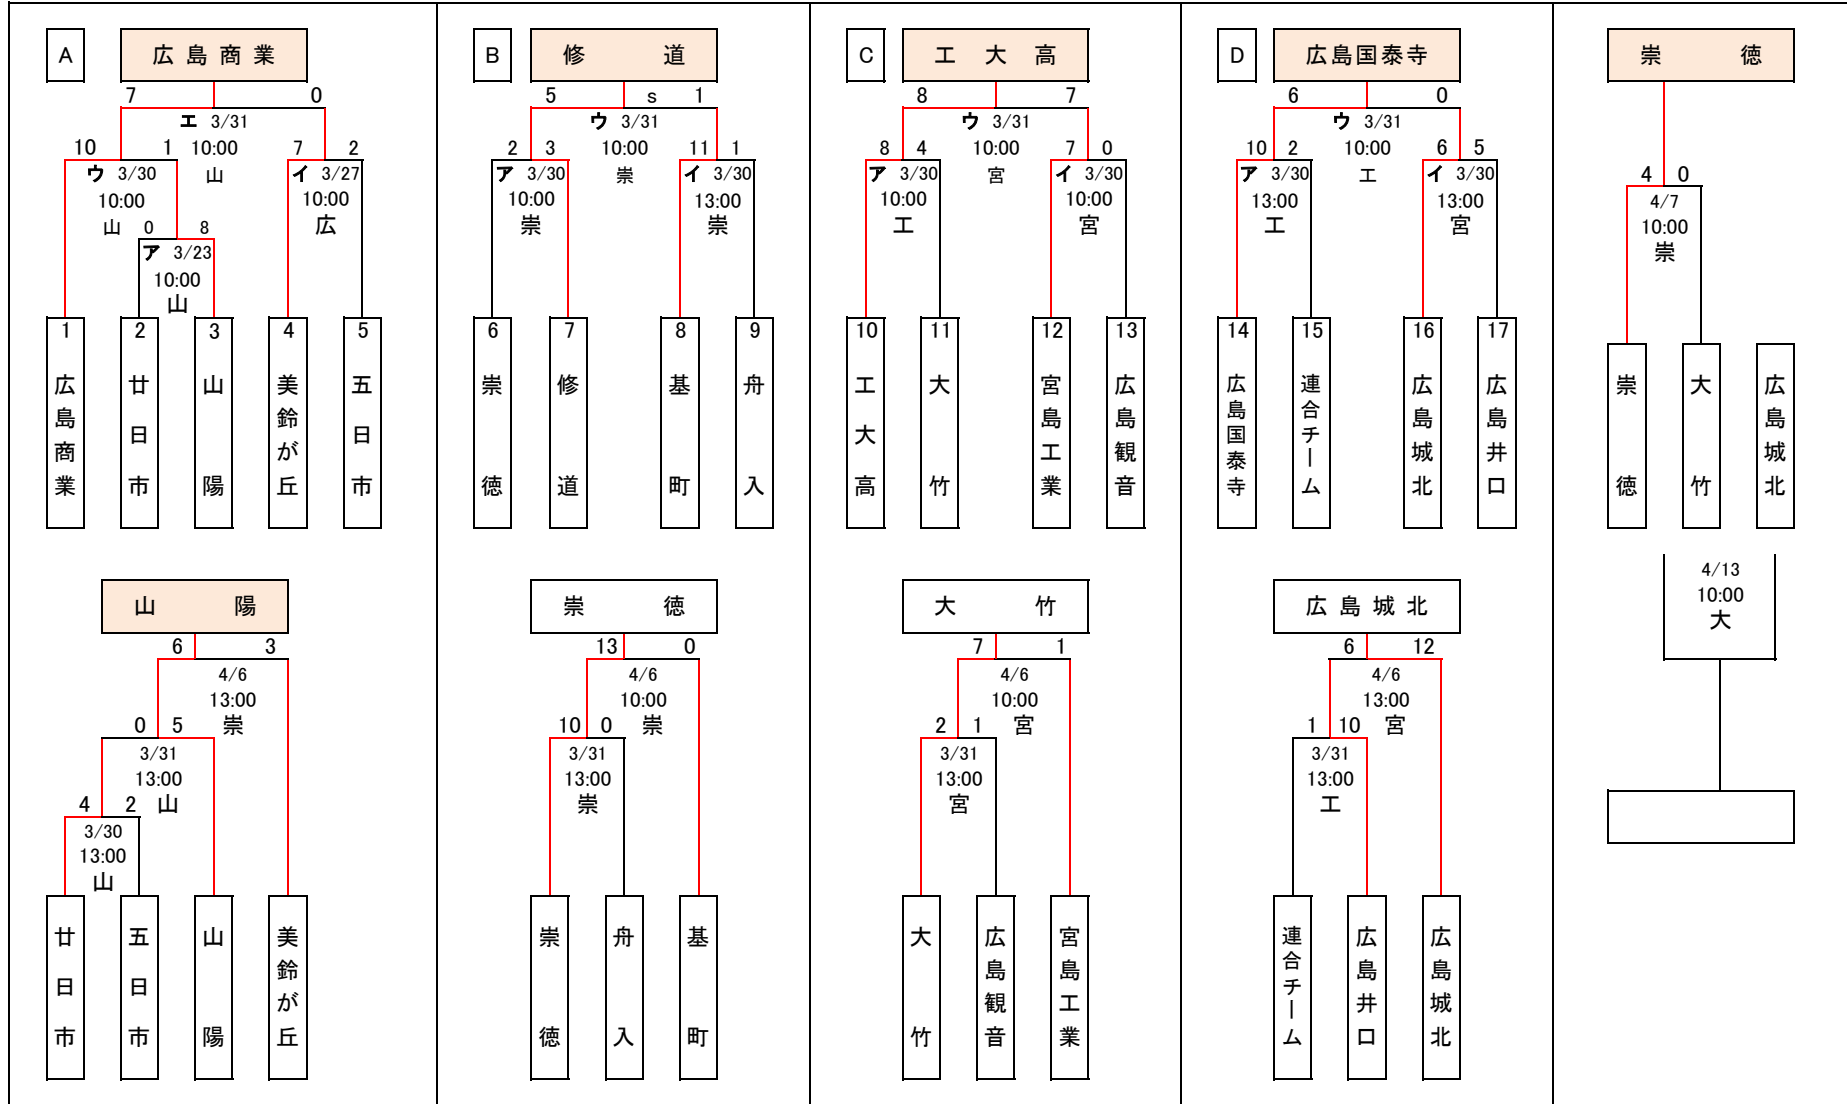 A 広島商業
7 0
エ 3/31
10:00
山
10 1
ウ 3/30
10:00
山
7 2
イ 3/27
10:00
広
0 8
ア 3/23
10:00
山
1 広島商業
2 廿日市
3 山陽
4 美鈴が丘
5 五日市
B 修道
5 s 1
ウ 3/31
10:00
崇
2 3
ア 3/30
10:00
崇
11 1
イ 3/30
13:00
崇
6 崇徳
7 修道
8 基町
9 舟入
C 工大高
8 7
ウ 3/31
10:00
宮
8 4
ア 3/30
10:00
工
7 0
イ 3/30
10:00
宮
10 工大高
11 大竹
12 宮島工業
13 広島観音
D 広島国泰寺
6 0
ウ 3/31
10:00
工
10 2
ア 3/30
13:00
工
6 5
イ 3/30
13:00
宮
14 広島国泰寺
15 連合チーム
16 広島城北
17 広島井口
崇徳
4 0
4/7
10:00
崇
崇徳
大竹
広島城北
4/13
10:00
大
山陽
6 3
4/6
13:00
崇
0 5
3/31
13:00
山
4 2
3/30
13:00
山
廿日市
五日市
山陽
美鈴が丘
崇徳
13 0
4/6
10:00
崇
10 0
3/31
13:00
崇
崇徳
舟入
基町
大竹
7 1
4/6
10:00
宮
2 1
3/31
13:00
宮
大竹
広島観音
宮島工業
広島城北
6 12
4/6
13:00
宮
1 10
3/31
13:00
工
連合チーム
広島井口
広島城北